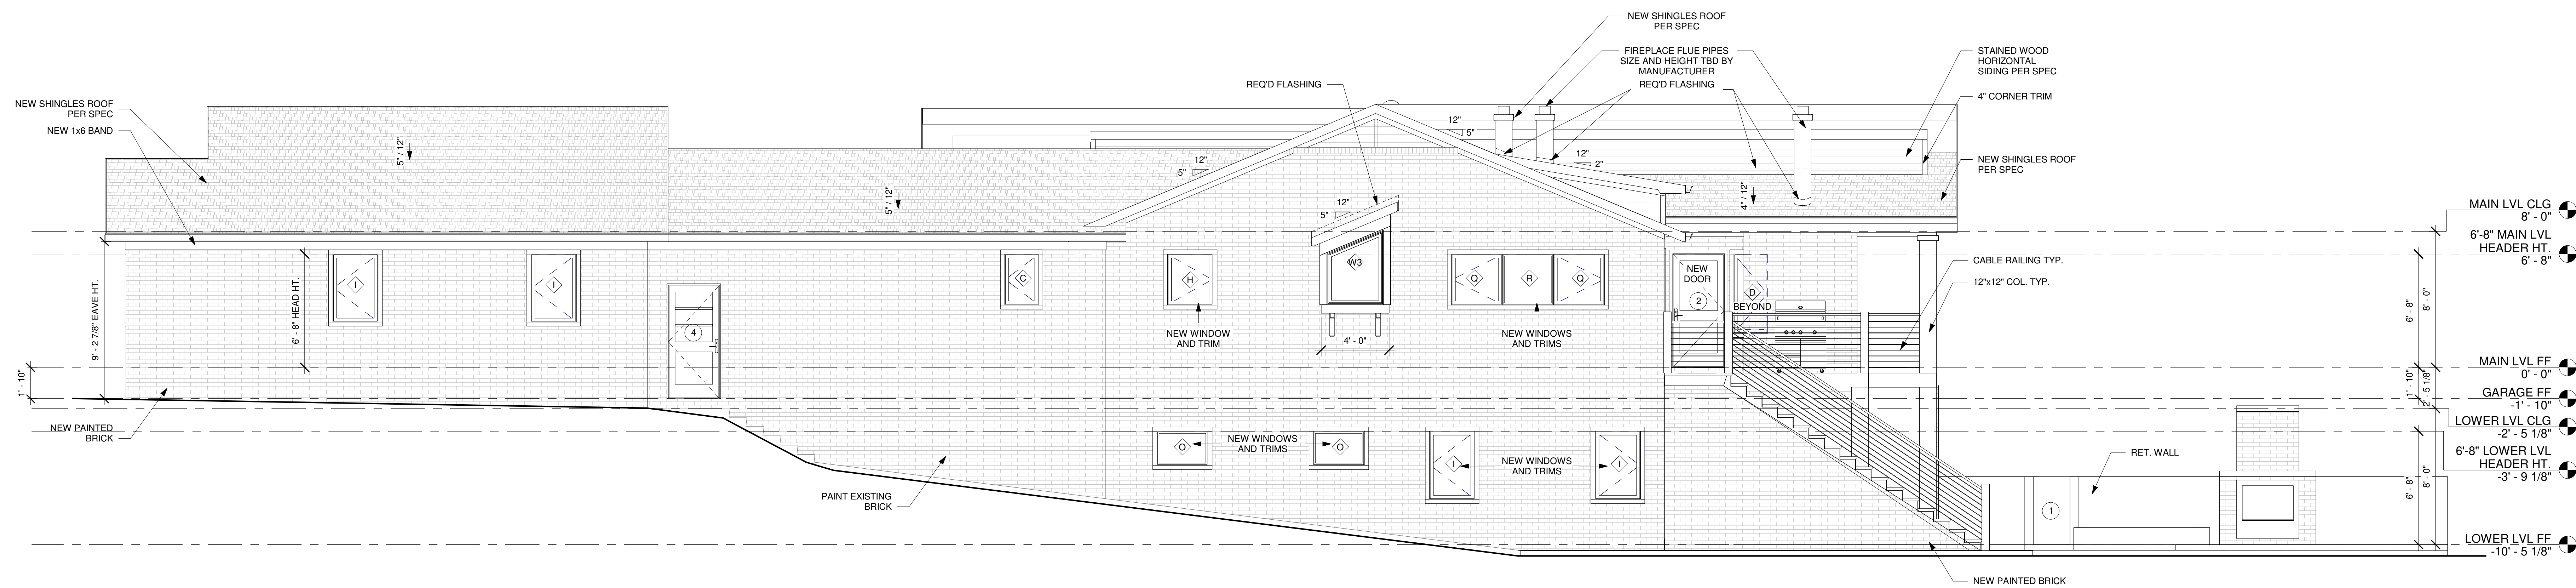 NEW SHINGLES ROOF
PER SPEC
FIREPLACE FLUE PIPES
SIZE AND HEIGHT TBD BY
MANUFACTURER
REQ'D FLASHING
REQ'D FLASHING
STAINED WOOD
HORIZONTAL
SIDING PER SPEC
4" CORNER TRIM
NEW SHINGLES ROOF
PER SPEC
NEW SHINGLES ROOF
PER SPEC
NEW 1x6 BAND
5" / 12"
5" / 12"
12"
5"
12"
5"
12"
5"
12"
2"
4" / 12"
MAIN LVL CLG
8' - 0"
6'-8" MAIN LVL
HEADER HT.
6' - 8"
CABLE RAILING TYP.
12"x12" COL. TYP.
9' - 2 7/8" EAVE HT.
6' - 8" HEAD HT.
1' - 10"
I
I
4
C
H
W3
Q
R
Q
NEW
DOOR
2
D
BEYOND
NEW WINDOW
AND TRIM
4' - 0"
NEW WINDOWS
AND TRIMS
6' - 8"
8' - 0"
MAIN LVL FF
0' - 0"
1' - 10"
2' - 5 1/8"
GARAGE FF
-1' - 10"
LOWER LVL CLG
-2' - 5 1/8"
6'-8" LOWER LVL
HEADER HT.
-3' - 9 1/8"
NEW PAINTED
BRICK
O
NEW WINDOWS
AND TRIMS
O
I
NEW WINDOWS
AND TRIMS
I
RET. WALL
6' - 8"
8' - 0"
PAINT EXISTING
BRICK
1
LOWER LVL FF
-10' - 5 1/8"
NEW PAINTED BRICK